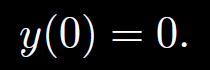 y(0) = 0.